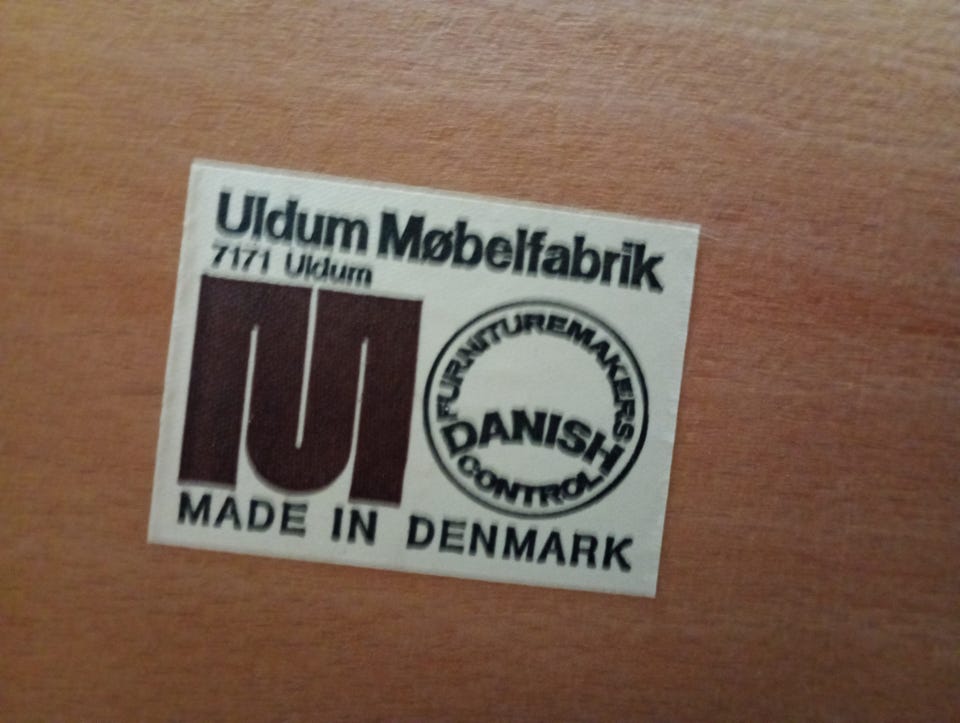 Uldum Møbelfabrik
7171 Uldum
FURNITUREMAKERS
DANISH
CONTROL
MADE IN DENMARK